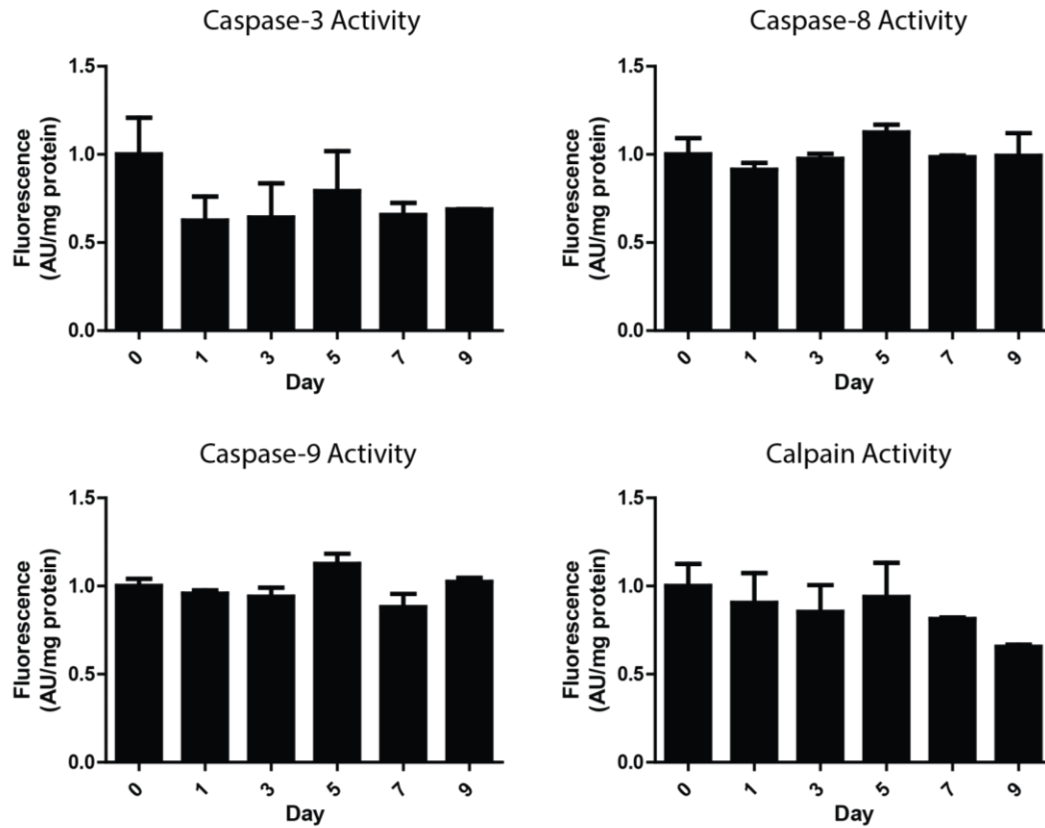 Caspase-3 Activity
Fluorescence
(AU/mg protein)
1.5
1.0
0.5
0.0
0 1 3 5 7 9
Day
Caspase-8 Activity
Fluorescence
(AU/mg protein)
1.5
1.0
0.5
0.0
0 1 3 5 7 9
Day
Caspase-9 Activity
Fluorescence
(AU/mg protein)
1.5
1.0
0.5
0.0
0 1 3 5 7 9
Day
Calpain Activity
Fluorescence
(AU/mg protein)
1.5
1.0
0.5
0.0
0 1 3 5 7 9
Day